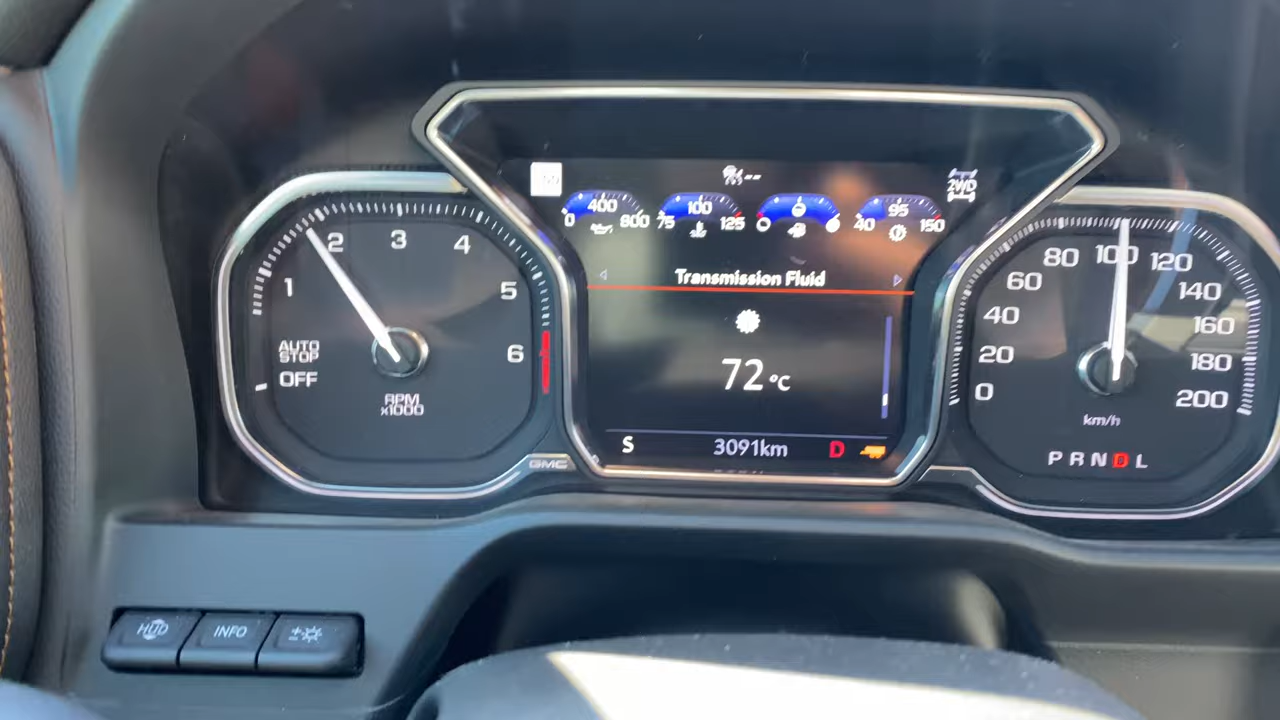 --
2WD
400
0 800
100
75 125
95
40 150
Transmission Fluid
72 °C
S 3091km D
1 2 3 4 5 6
AUTO
STOP
OFF
RPM
x1000
GMC
0 20 40 60 80 100 120 140 160 180 200
km/h
P R N D L
HUD INFO ±